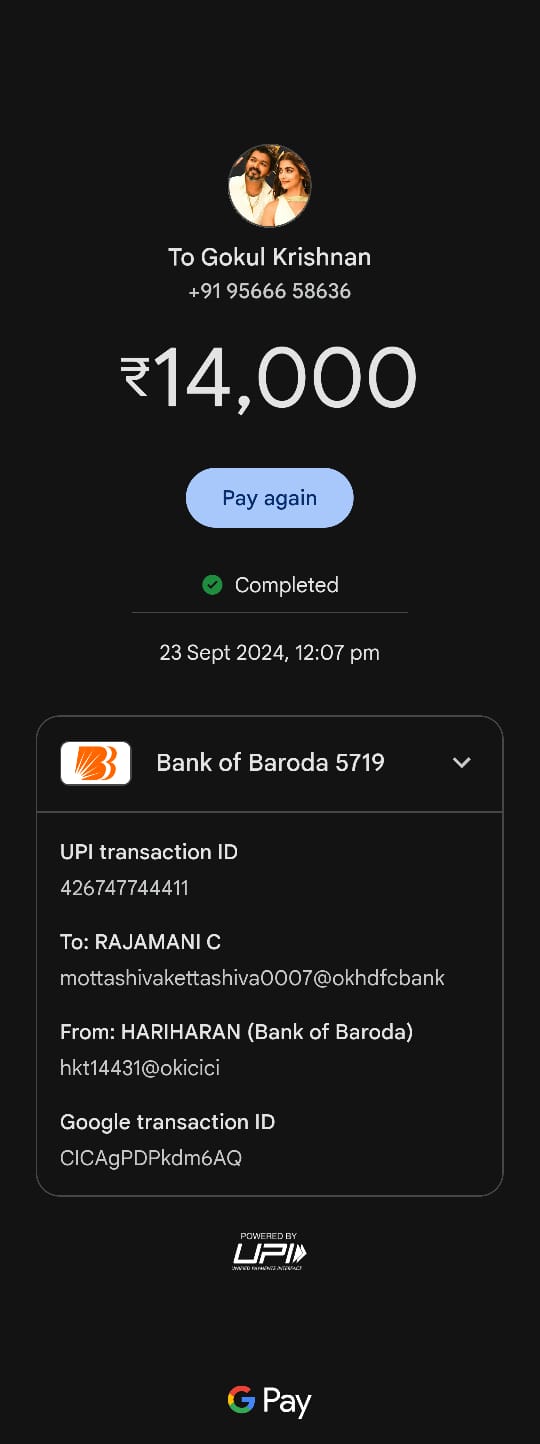 To Gokul Krishnan
+91 95666 58636
₹14,000
Pay again
Completed
23 Sept 2024, 12:07 pm
Bank of Baroda 5719
UPI transaction ID
426747744411
To: RAJAMANI C
mottashivakettashiva0007@okhdfcbank
From: HARIHARAN (Bank of Baroda)
hkt14431@okicici
Google transaction ID
CICAgPDPkdm6AQ
POWERED BY
UPI
UNIFIED PAYMENTS INTERFACE
G Pay